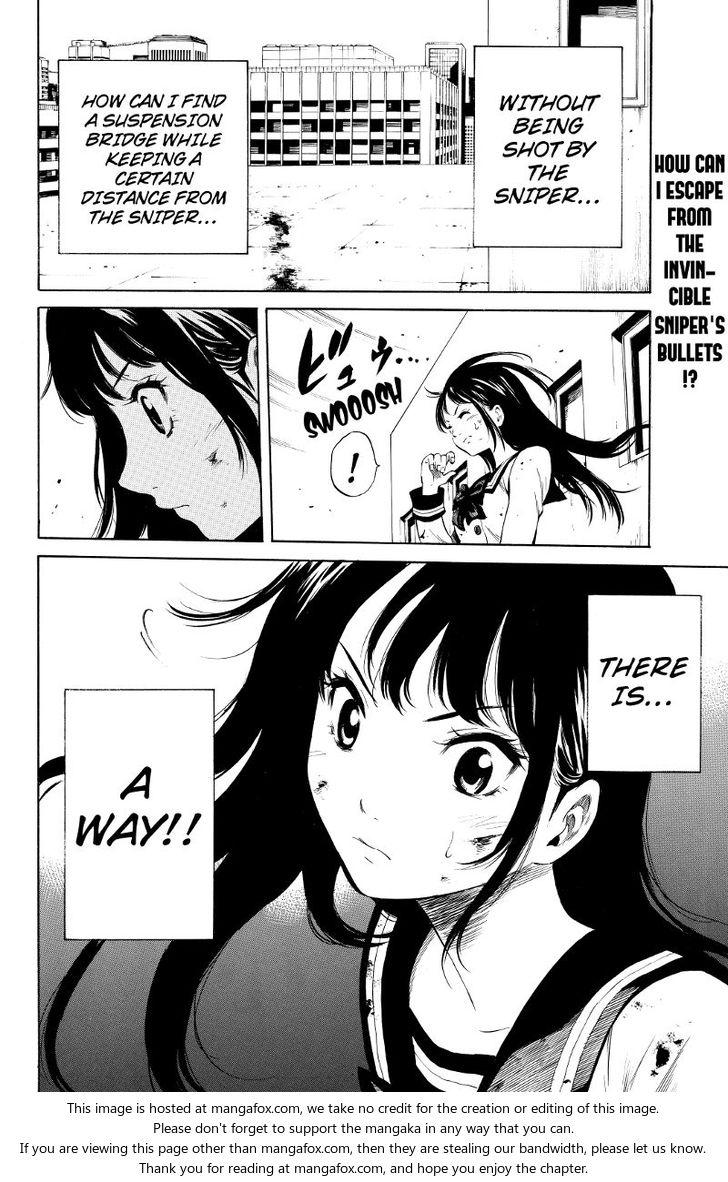 HOW CAN
I ESCAPE
FROM
THE
INVIN-
CIBLE
SNIPER'S
BULLETS
!?
WITHOUT
BEING
SHOT BY
THE
SNIPER...
HOW CAN I FIND
A SUSPENSION
BRIDGE WHILE
KEEPING A
CERTAIN
DISTANCE FROM
THE SNIPER...
ビュゥ....
SWOOOSH
!
THERE
IS...
A
WAY!!
This image is hosted at mangafox.com, we take no credit for the creation or editing of this image.
Please don't forget to support the mangaka in any way that you can.
If you are viewing this page other than mangafox.com, then they are stealing our bandwidth, please let us know.
Thank you for reading at mangafox.com, and hope you enjoy the chapter.